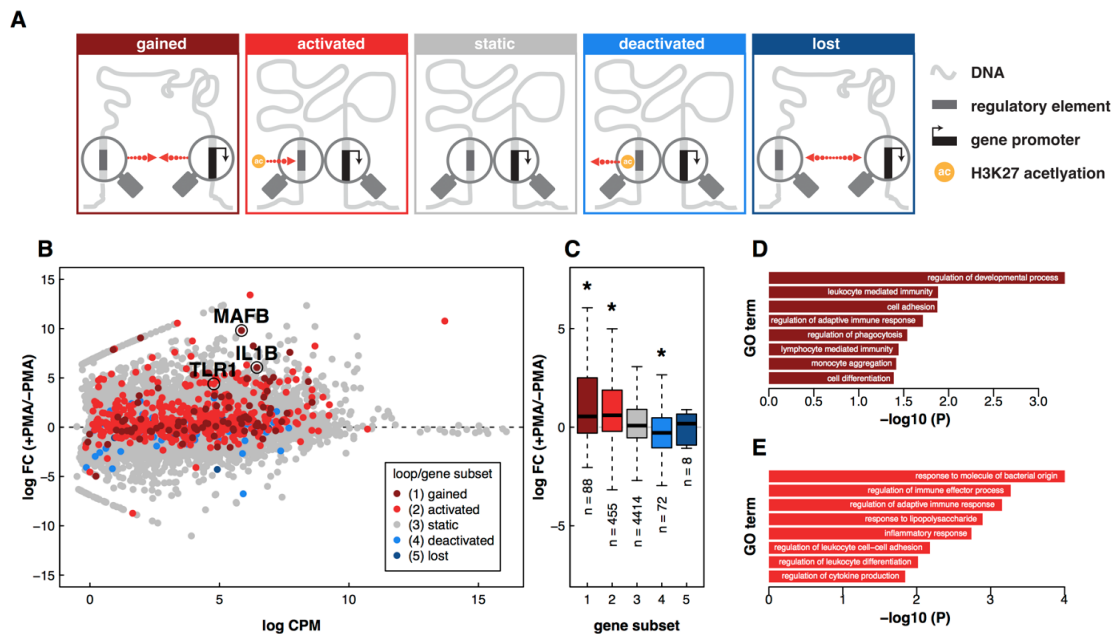 A
gained
activated
static
deactivated
lost
ac
ac
DNA
regulatory element
gene promoter
ac
H3K27 acetlyation
B
log FC (+PMA/−PMA)
15
10
5
0
−5
−10
−15
MAFB
IL1B
TLR1
loop/gene subset
(1) gained
(2) activated
(3) static
(4) deactivated
(5) lost
0
5
10
15
log CPM
C
log FC (+PMA/−PMA)
5
0
−5
*
*
*
n = 88
n = 455
n = 4414
n = 72
n = 8
1
2
3
4
5
gene subset
D
GO term
regulation of developmental process
leukocyte mediated immunity
cell adhesion
regulation of adaptive immune response
regulation of phagocytosis
lymphocyte mediated immunity
monocyte aggregation
cell differentiation
0.0
0.5
1.0
1.5
2.0
2.5
3.0
−log10 (P)
E
GO term
response to molecule of bacterial origin
regulation of immune effector process
regulation of adaptive immune response
response to lipopolysaccharide
inflammatory response
regulation of leukocyte cell−cell adhesion
regulation of leukocyte differentiation
regulation of cytokine production
0
1
2
3
4
−log10 (P)